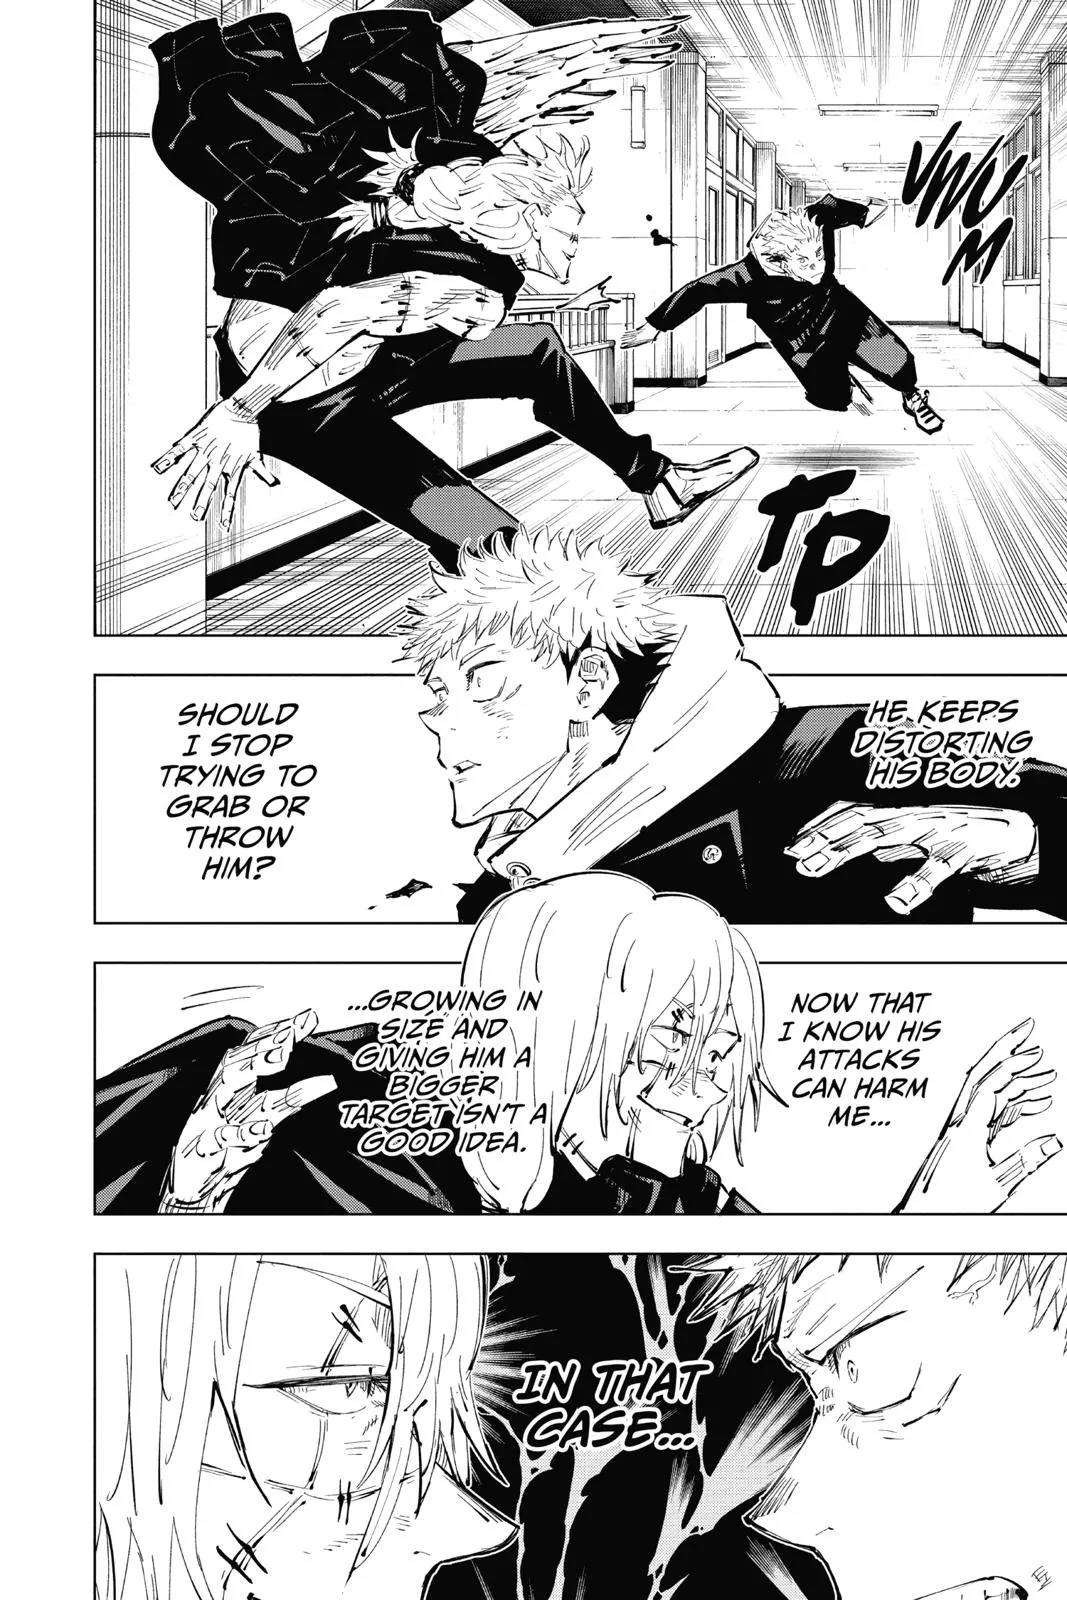 VWU
M
TP
HE KEEPS
DISTORTING
HIS BODY.
SHOULD
I STOP
TRYING TO
GRAB OR
THROW
HIM?
NOW THAT
I KNOW HIS
ATTACKS
CAN HARM
ME...
...GROWING IN
SIZE AND
GIVING HIM A
BIGGER
TARGET ISN'T A
GOOD IDEA.
IN THAT
CASE...